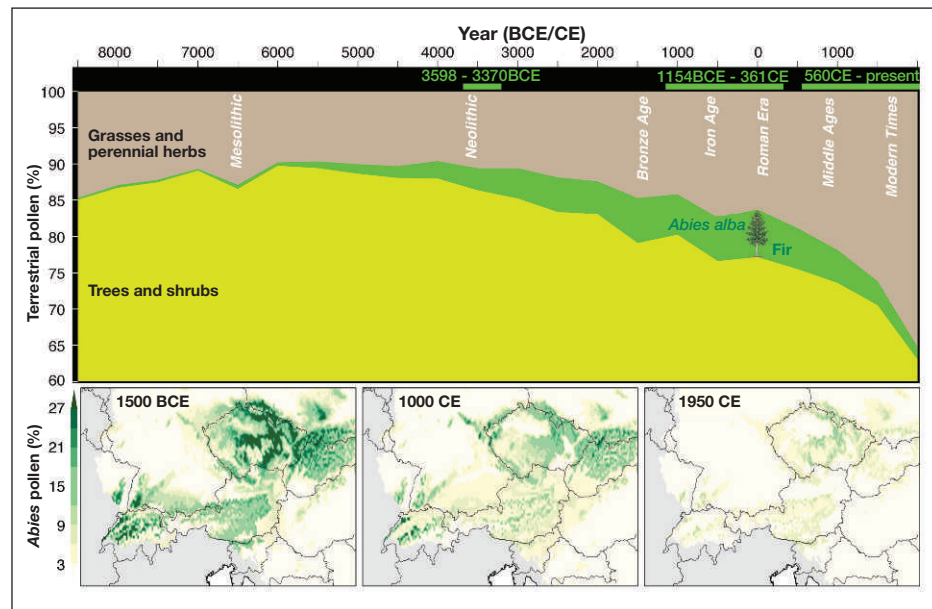 Year (BCE/CE)
8000 7000 6000 5000 4000 3000 2000 1000 0 1000
3598 - 3370BCE 1154BCE - 361CE 560CE - present
Terrestrial pollen (%)
100
95
90
85
80
75
70
65
60
Grasses and
perennial herbs
Mesolithic
Neolithic
Bronze Age
Iron Age
Roman Era
Middle Ages
Modern Times
Abies alba
Fir
Trees and shrubs
Abies pollen (%)
27
21
15
9
3
1500 BCE
1000 CE
1950 CE